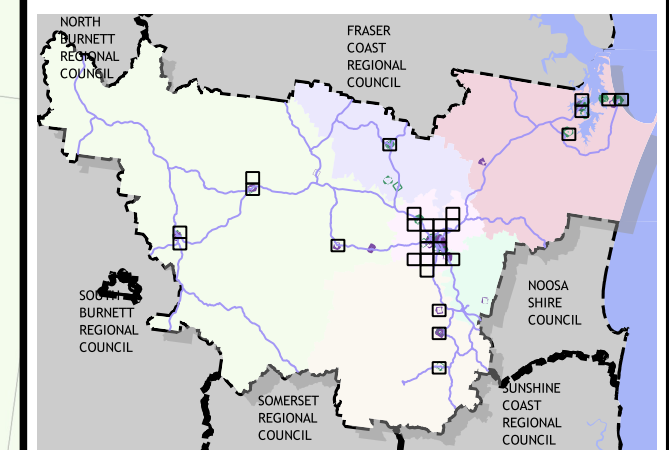 NORTH
BURNETT
REGIONAL
COUNCIL
FRASER
COAST
REGIONAL
COUNCIL
SOUTH
BURNETT
REGIONAL
COUNCIL
NOOSA
SHIRE
COUNCIL
SOMERSET
REGIONAL
COUNCIL
SUNSHINE
COAST
REGIONAL
COUNCIL